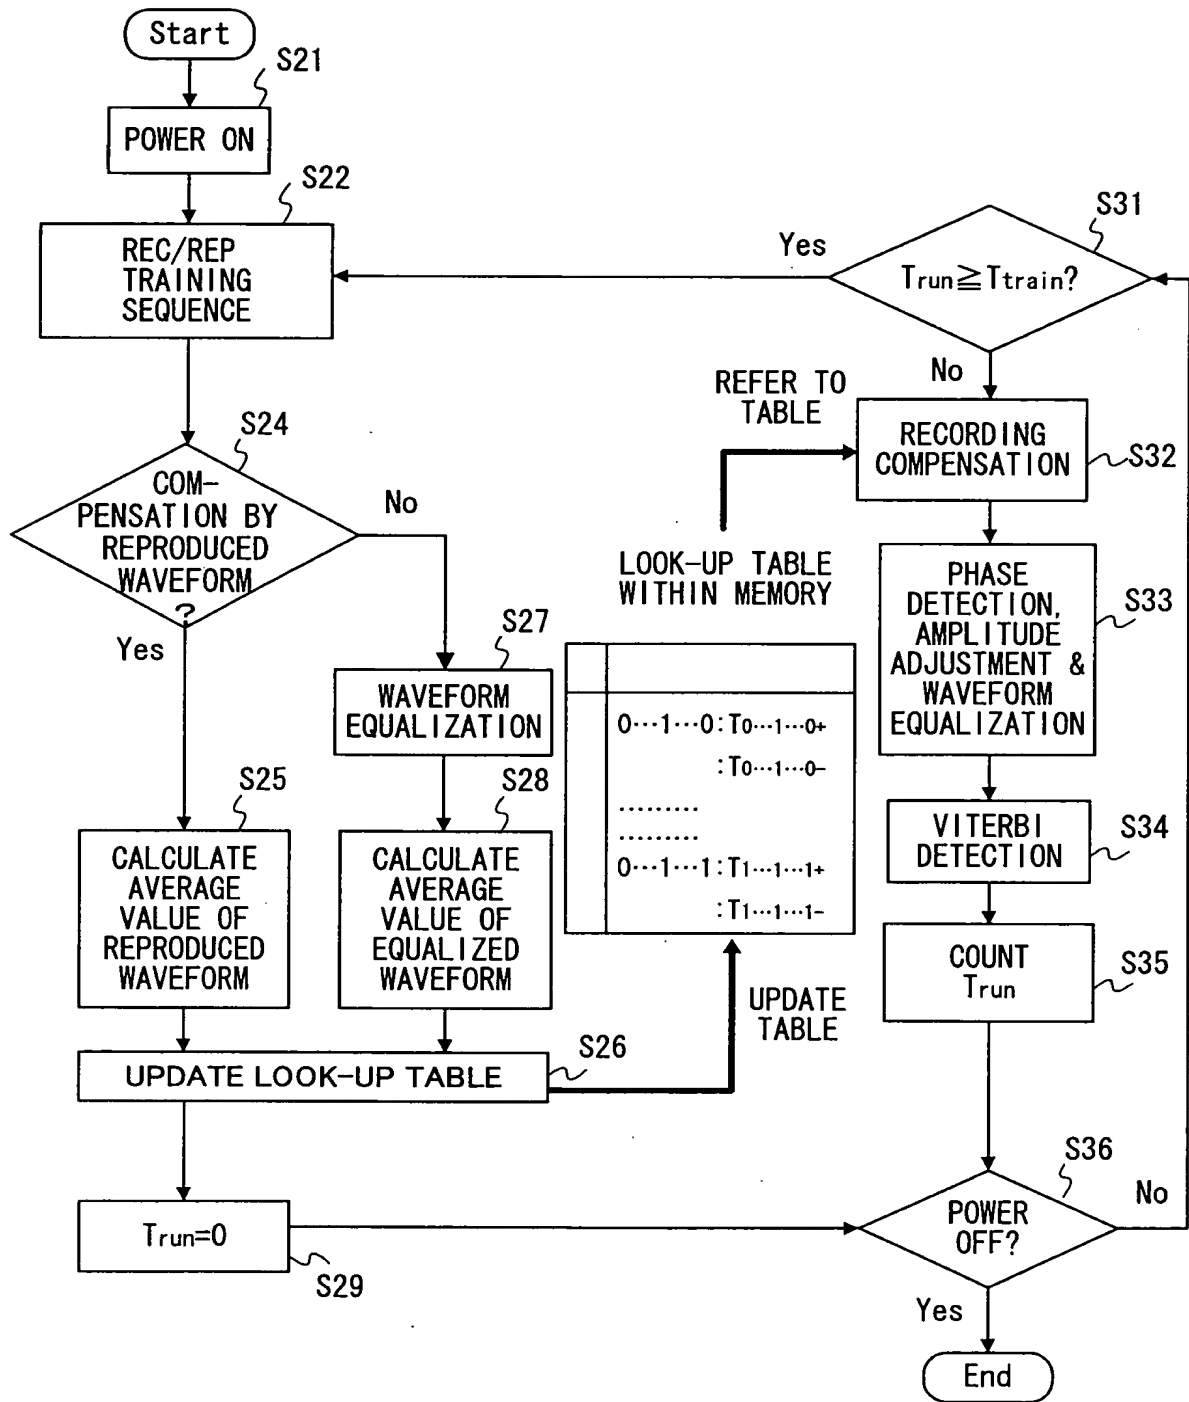 Start
S21
POWER ON
S22
REC/REP
TRAINING
SEQUENCE
S24
COM-
PENSATION BY
REPRODUCED
WAVEFORM
?
Yes
No
S27
WAVEFORM
EQUALIZATION
S25
CALCULATE
AVERAGE
VALUE OF
REPRODUCED
WAVEFORM
S28
CALCULATE
AVERAGE
VALUE OF
EQUALIZED
WAVEFORM
S26
UPDATE LOOK-UP TABLE
Trun=0
S29
UPDATE
TABLE
LOOK-UP TABLE
WITHIN MEMORY
0···1···0:T0···1···0+
:T0···1···0-
·········
·········
0···1···1:T1···1···1+
:T1···1···1-
REFER TO
TABLE
S31
Trun≧Ttrain?
Yes
No
RECORDING
COMPENSATION
S32
PHASE
DETECTION,
AMPLITUDE
ADJUSTMENT &
WAVEFORM
EQUALIZATION
S33
VITERBI
DETECTION
S34
COUNT
Trun
S35
S36
POWER
OFF?
No
Yes
End